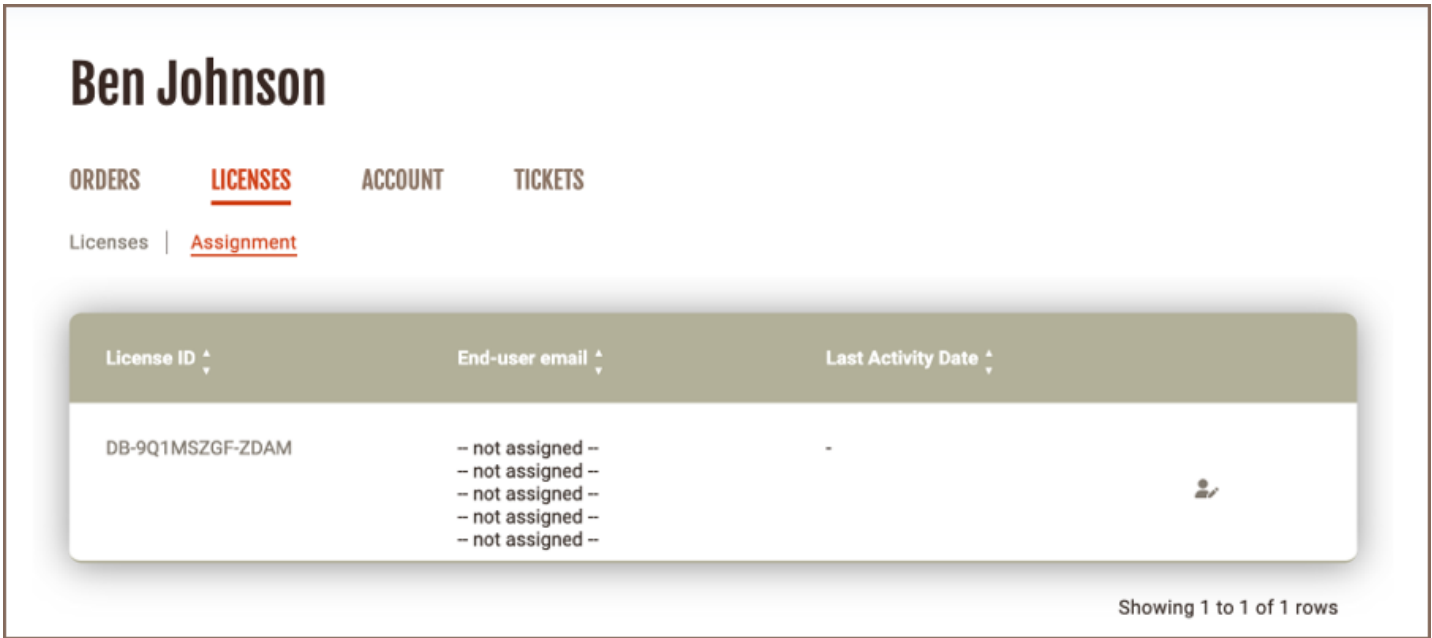 Ben Johnson
ORDERS LICENSES ACCOUNT TICKETS
Licenses | Assignment
License ID End-user email Last Activity Date
DB-9Q1MSZGF-ZDAM -- not assigned -- -
-- not assigned --
-- not assigned --
-- not assigned --
-- not assigned --
Showing 1 to 1 of 1 rows